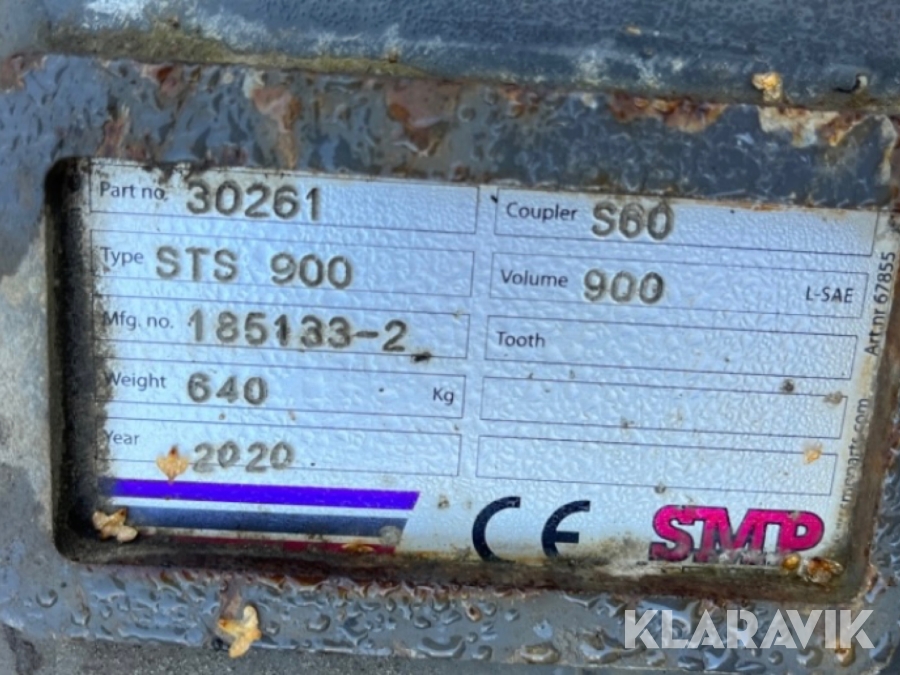 Part no. 30261
Coupler S60
Type STS 900
Volume 900 L-SAE
Mfg. no. 185133-2
Tooth
Weight 640 Kg
Year 2020
CE
SMP
Art.nr 67855
KLARAVIK